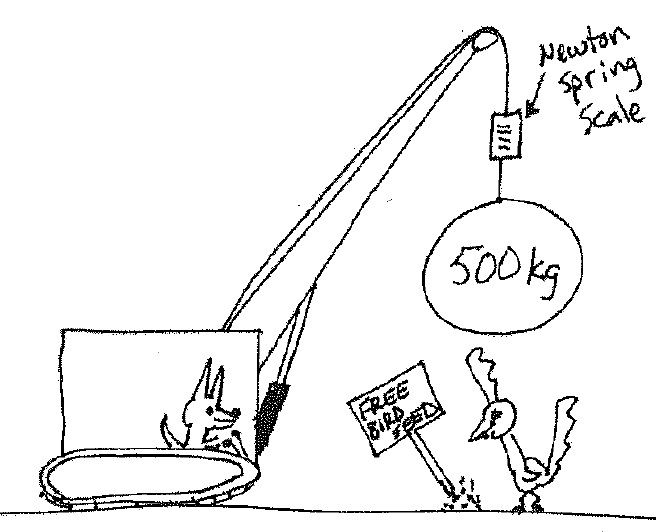 Newton
Spring
Scale
500kg
FREE
BIRD
SEED